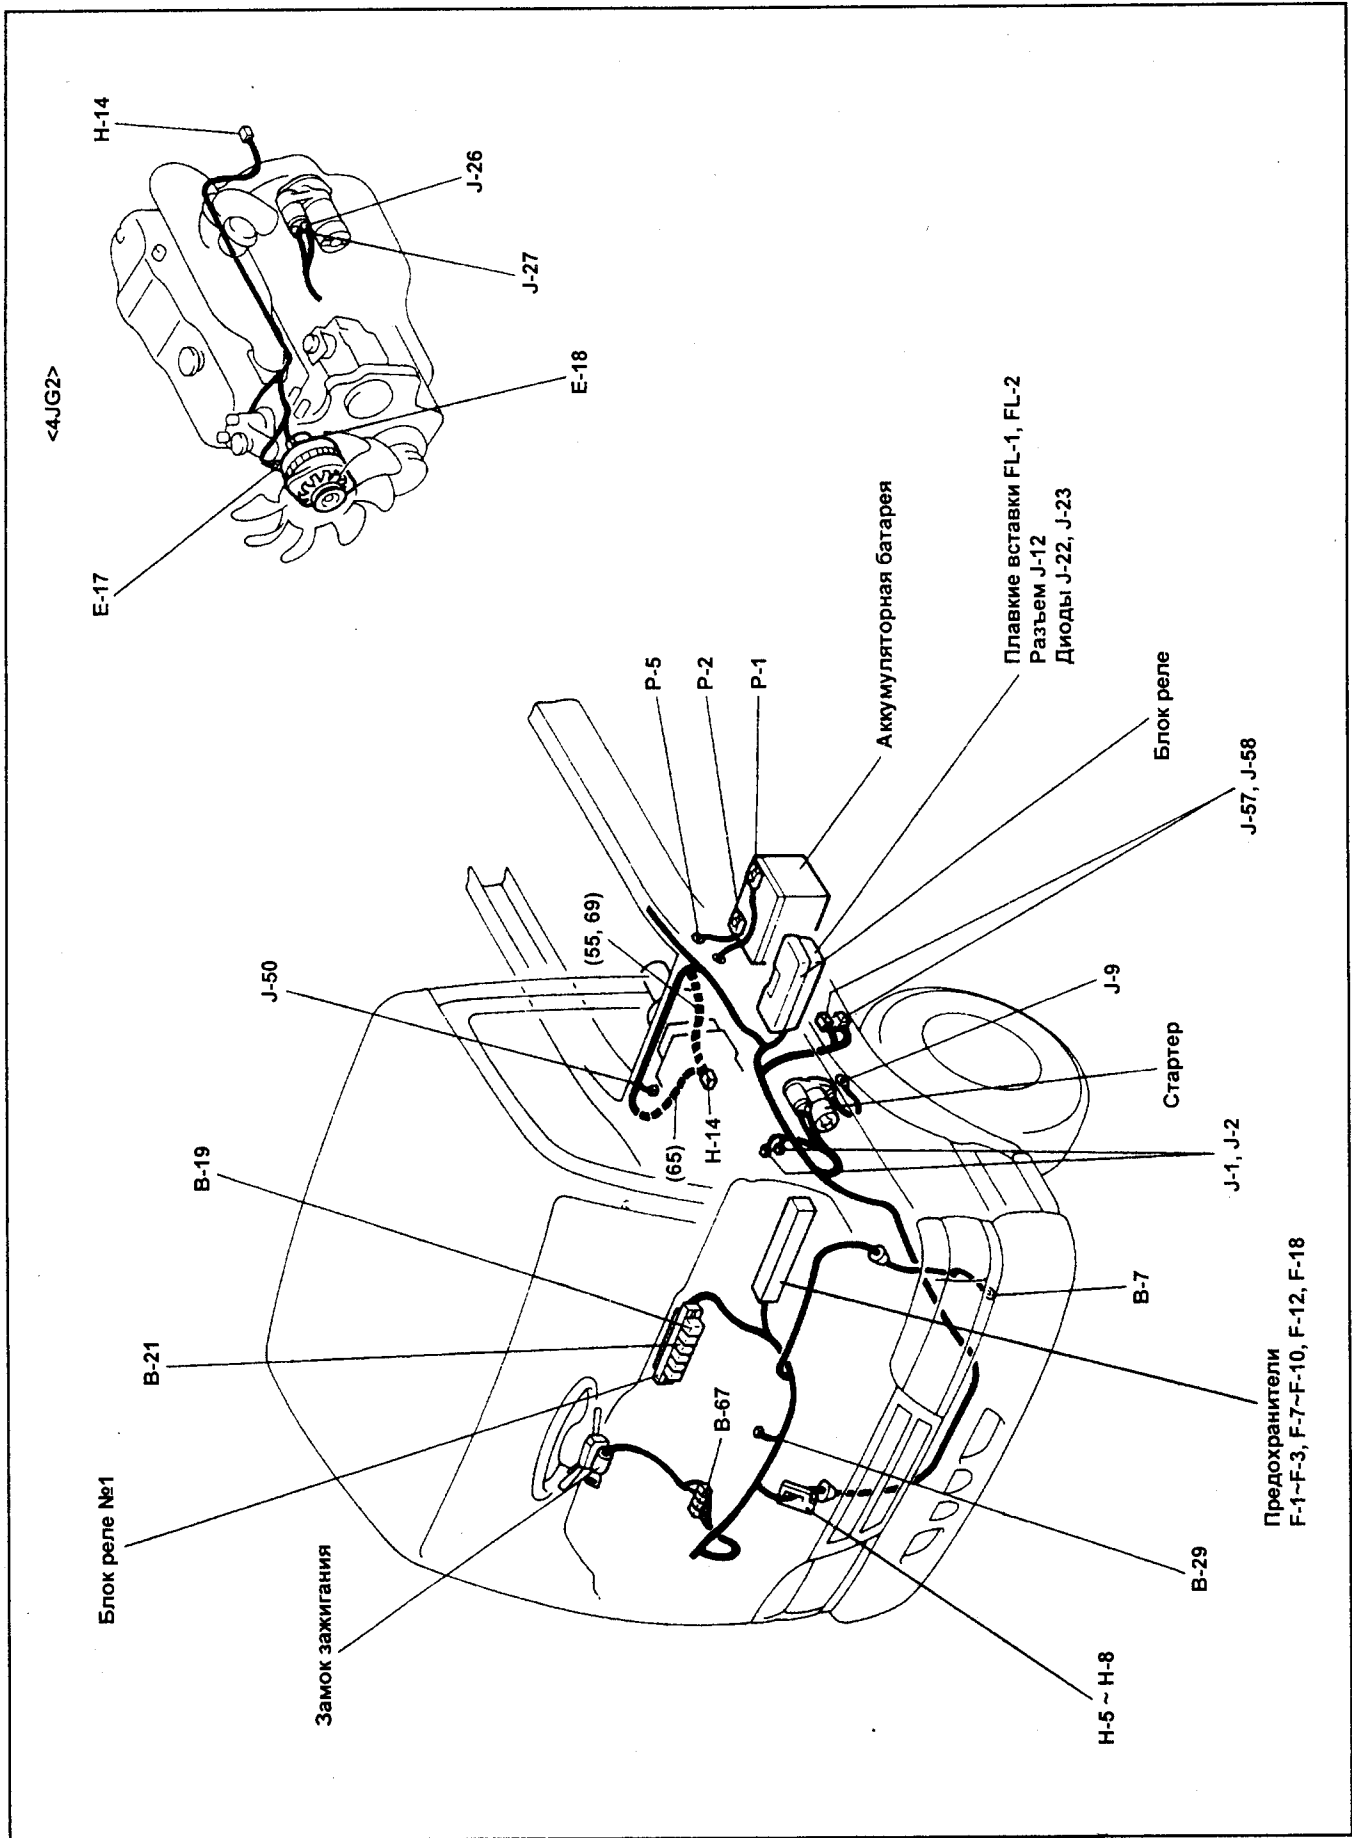 <4JG2>
H-14
J-26
J-27
E-18
E-17
P-5
P-2
P-1
Аккумуляторная батарея
Плавкие вставки FL-1, FL-2
Разъем J-12
Диоды J-22, J-23
Блок реле
J-57, J-58
(55, 69)
J-50
J-9
Стартер
(65)
H-14
J-1, J-2
B-19
B-21
B-7
Блок реле №1
B-67
Предохранители
F-1~F-3, F-7~F-10, F-12, F-18
Замок зажигания
B-29
H-5 ~ H-8